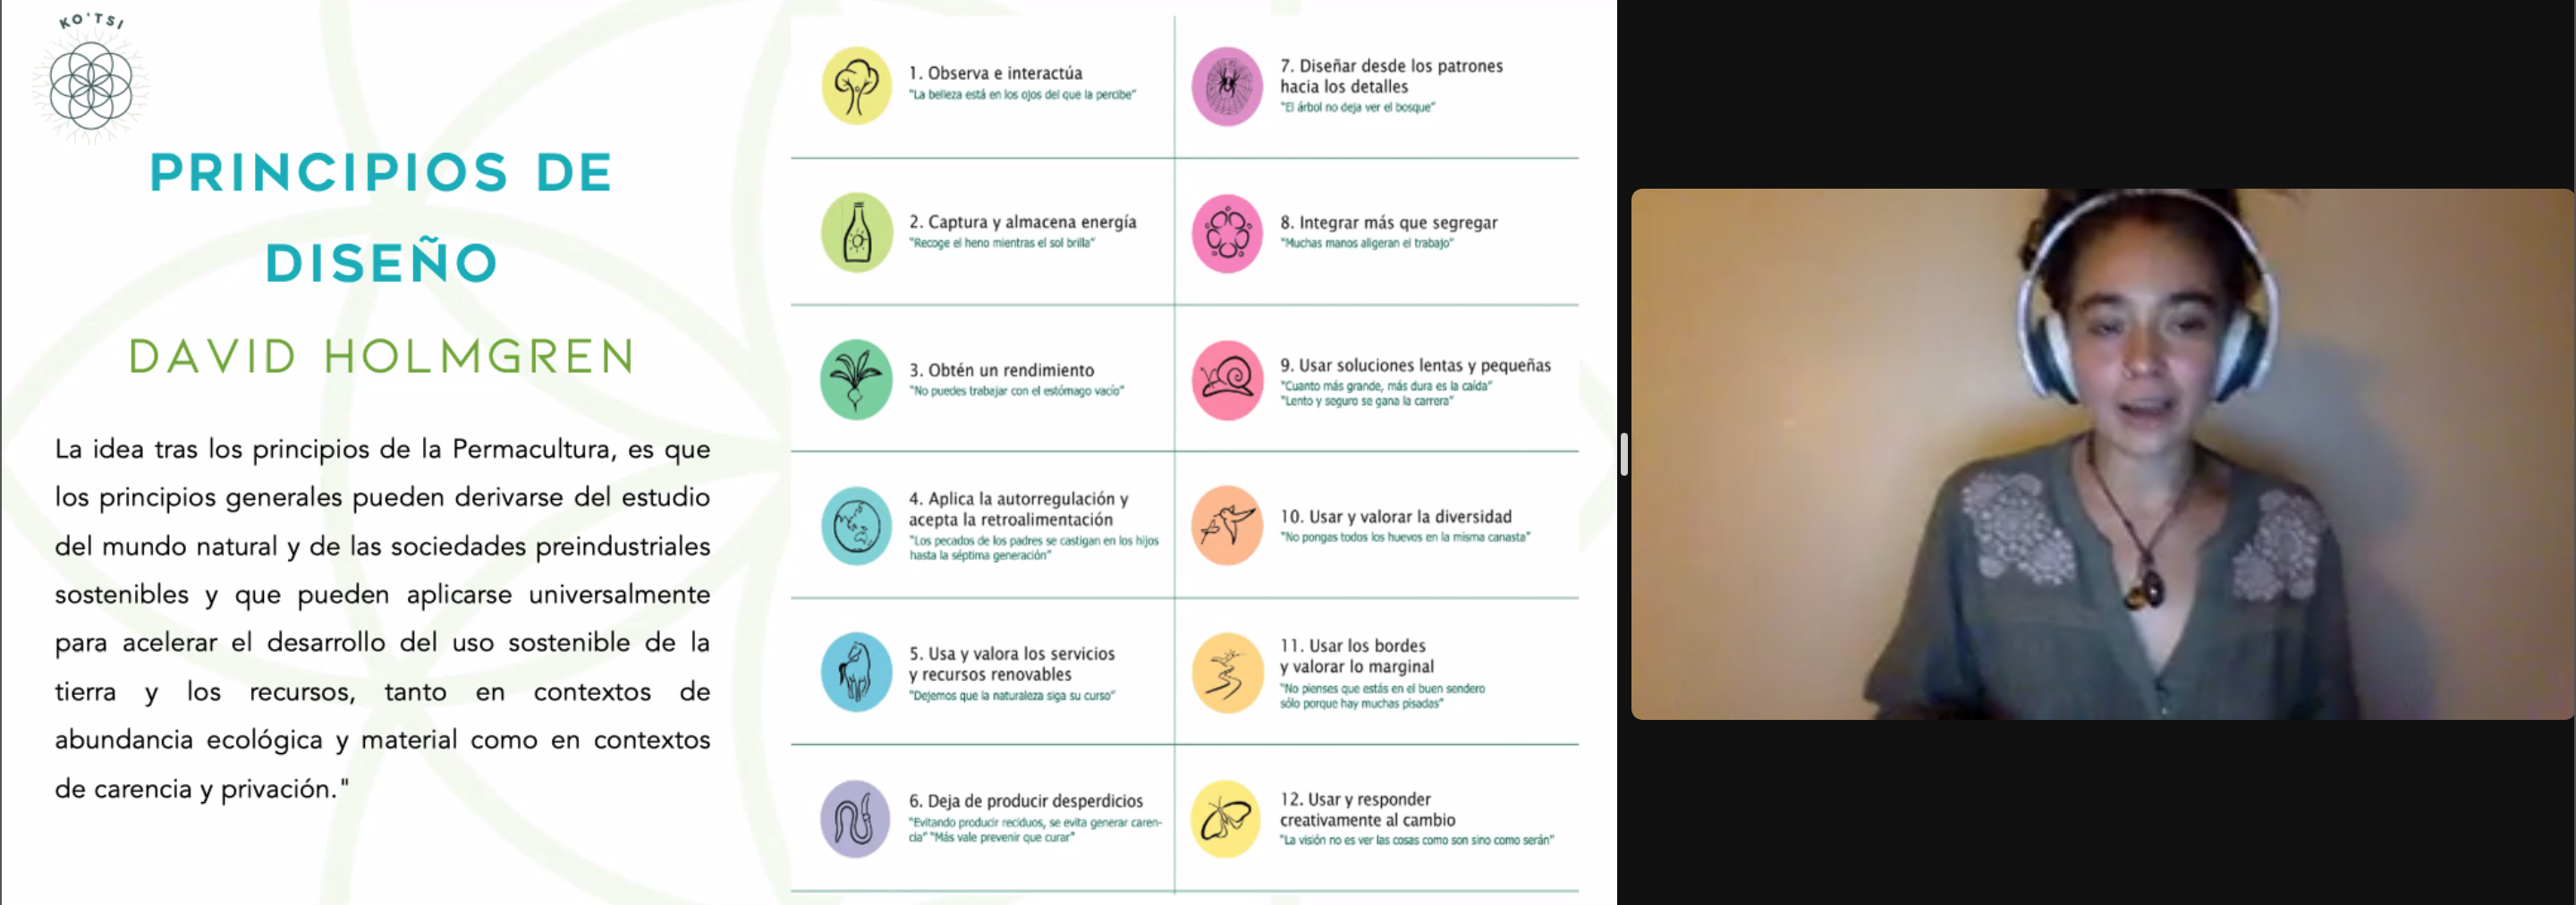 KO'TSI
PRINCIPIOS DE
DISEÑO
DAVID HOLMGREN
La idea tras los principios de la Permacultura, es que
los principios generales pueden derivarse del estudio
del mundo natural y de las sociedades preindustriales
sostenibles y que pueden aplicarse universalmente
para acelerar el desarrollo del uso sostenible de la
tierra y los recursos, tanto en contextos de
abundancia ecológica y material como en contextos
de carencia y privación."
1. Observa e interactúa
"La belleza está en los ojos del que la percibe"
2. Captura y almacena energía
"Recoge el heno mientras el sol brilla"
3. Obtén un rendimiento
"No puedes trabajar con el estómago vacío"
4. Aplica la autorregulación y
acepta la retroalimentación
"Los pecados de los padres se castigan en los hijos
hasta la séptima generación"
5. Usa y valora los servicios
y recursos renovables
"Dejemos que la naturaleza siga su curso"
6. Deja de producir desperdicios
"Evitando producir reciduos, se evita generar caren-
cia" "Más vale prevenir que curar"
7. Diseñar desde los patrones
hacia los detalles
"El árbol no deja ver el bosque"
8. Integrar más que segregar
"Muchas manos aligeran el trabajo"
9. Usar soluciones lentas y pequeñas
"Cuanto más grande, más dura es la caída"
"Lento y seguro se gana la carrera"
10. Usar y valorar la diversidad
"No pongas todos los huevos en la misma canasta"
11. Usar los bordes
y valorar lo marginal
"No pienses que estás en el buen sendero
sólo porque hay muchas pisadas"
12. Usar y responder
creativamente al cambio
"La visión no es ver las cosas como son sino como serán"